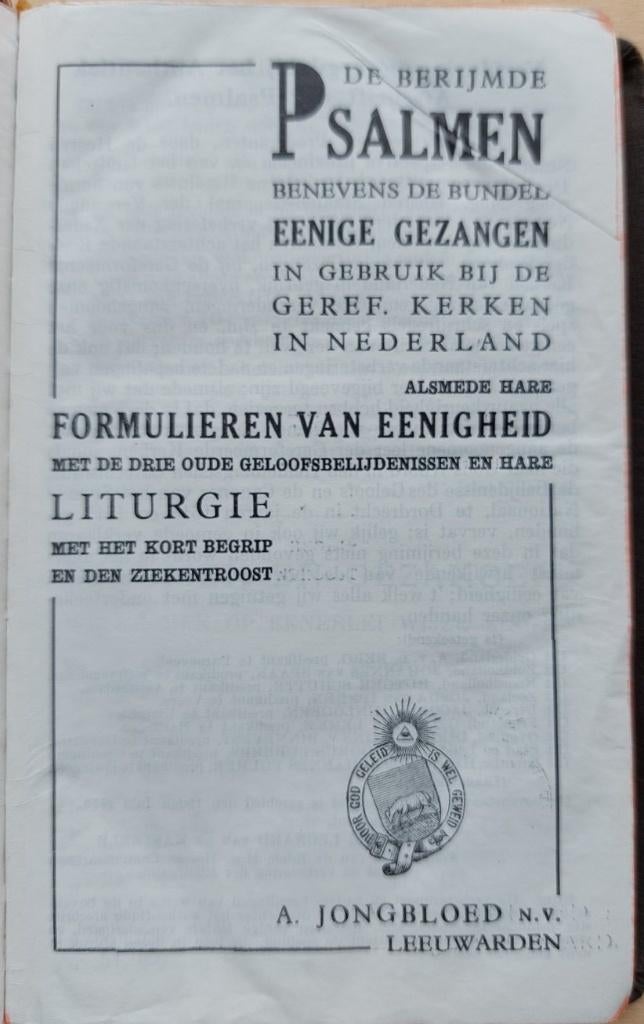 DE BERIJMDE
PSALMEN
BENEVENS DE BUNDEL
EENIGE GEZANGEN
IN GEBRUIK BIJ DE
GEREF. KERKEN
IN NEDERLAND
ALSMEDE HARE
FORMULIEREN VAN EENIGHEID
MET DE DRIE OUDE GELOOFSBELIJDENISSEN EN HARE
LITURGIE
MET HET KORT BEGRIP
EN DEN ZIEKENTROOST
DOOR GOD GELEID IS WEL GEWEID
A. JONGBLOED N.V.
LEEUWARDEN